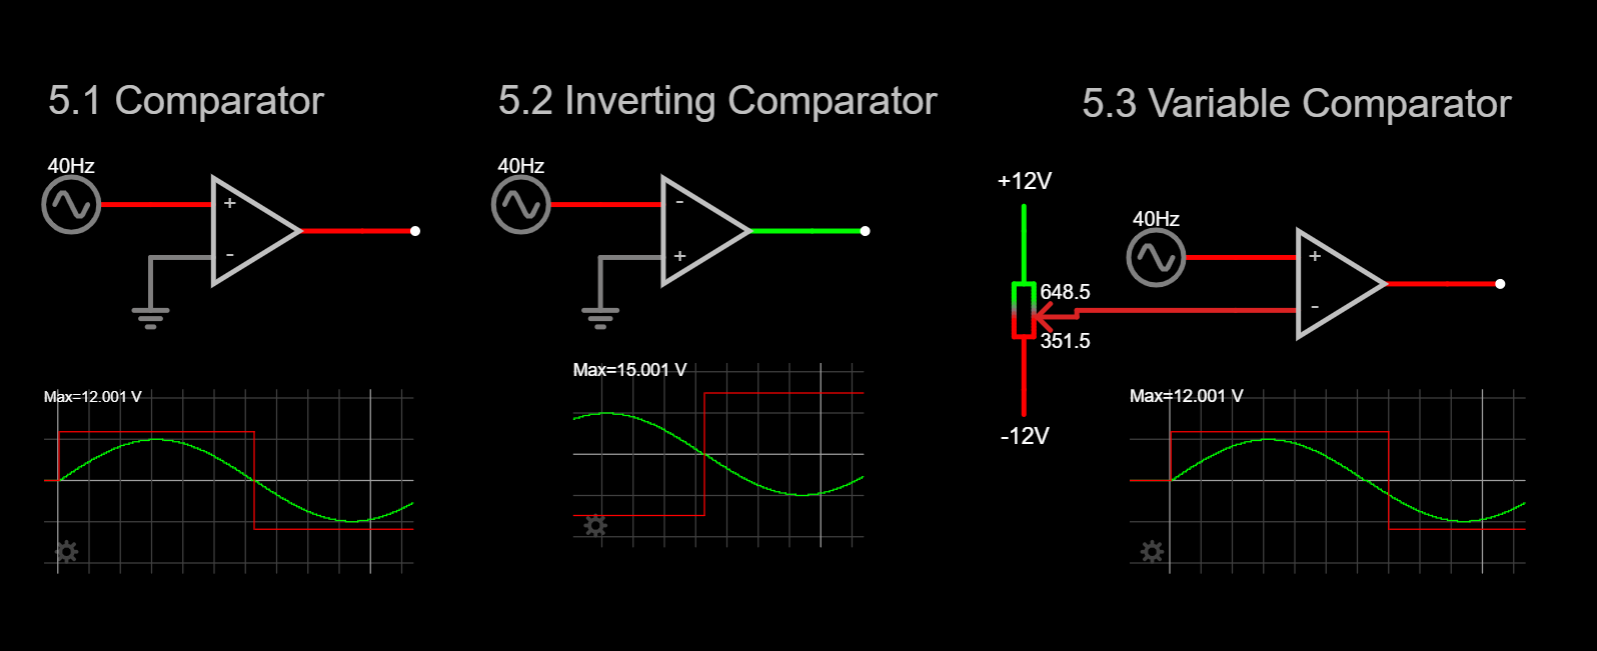 5.1 Comparator
40Hz
+
-
Max=12.001 V
5.2 Inverting Comparator
40Hz
-
+
Max=15.001 V
5.3 Variable Comparator
+12V
40Hz
+
-
648.5
351.5
-12V
Max=12.001 V